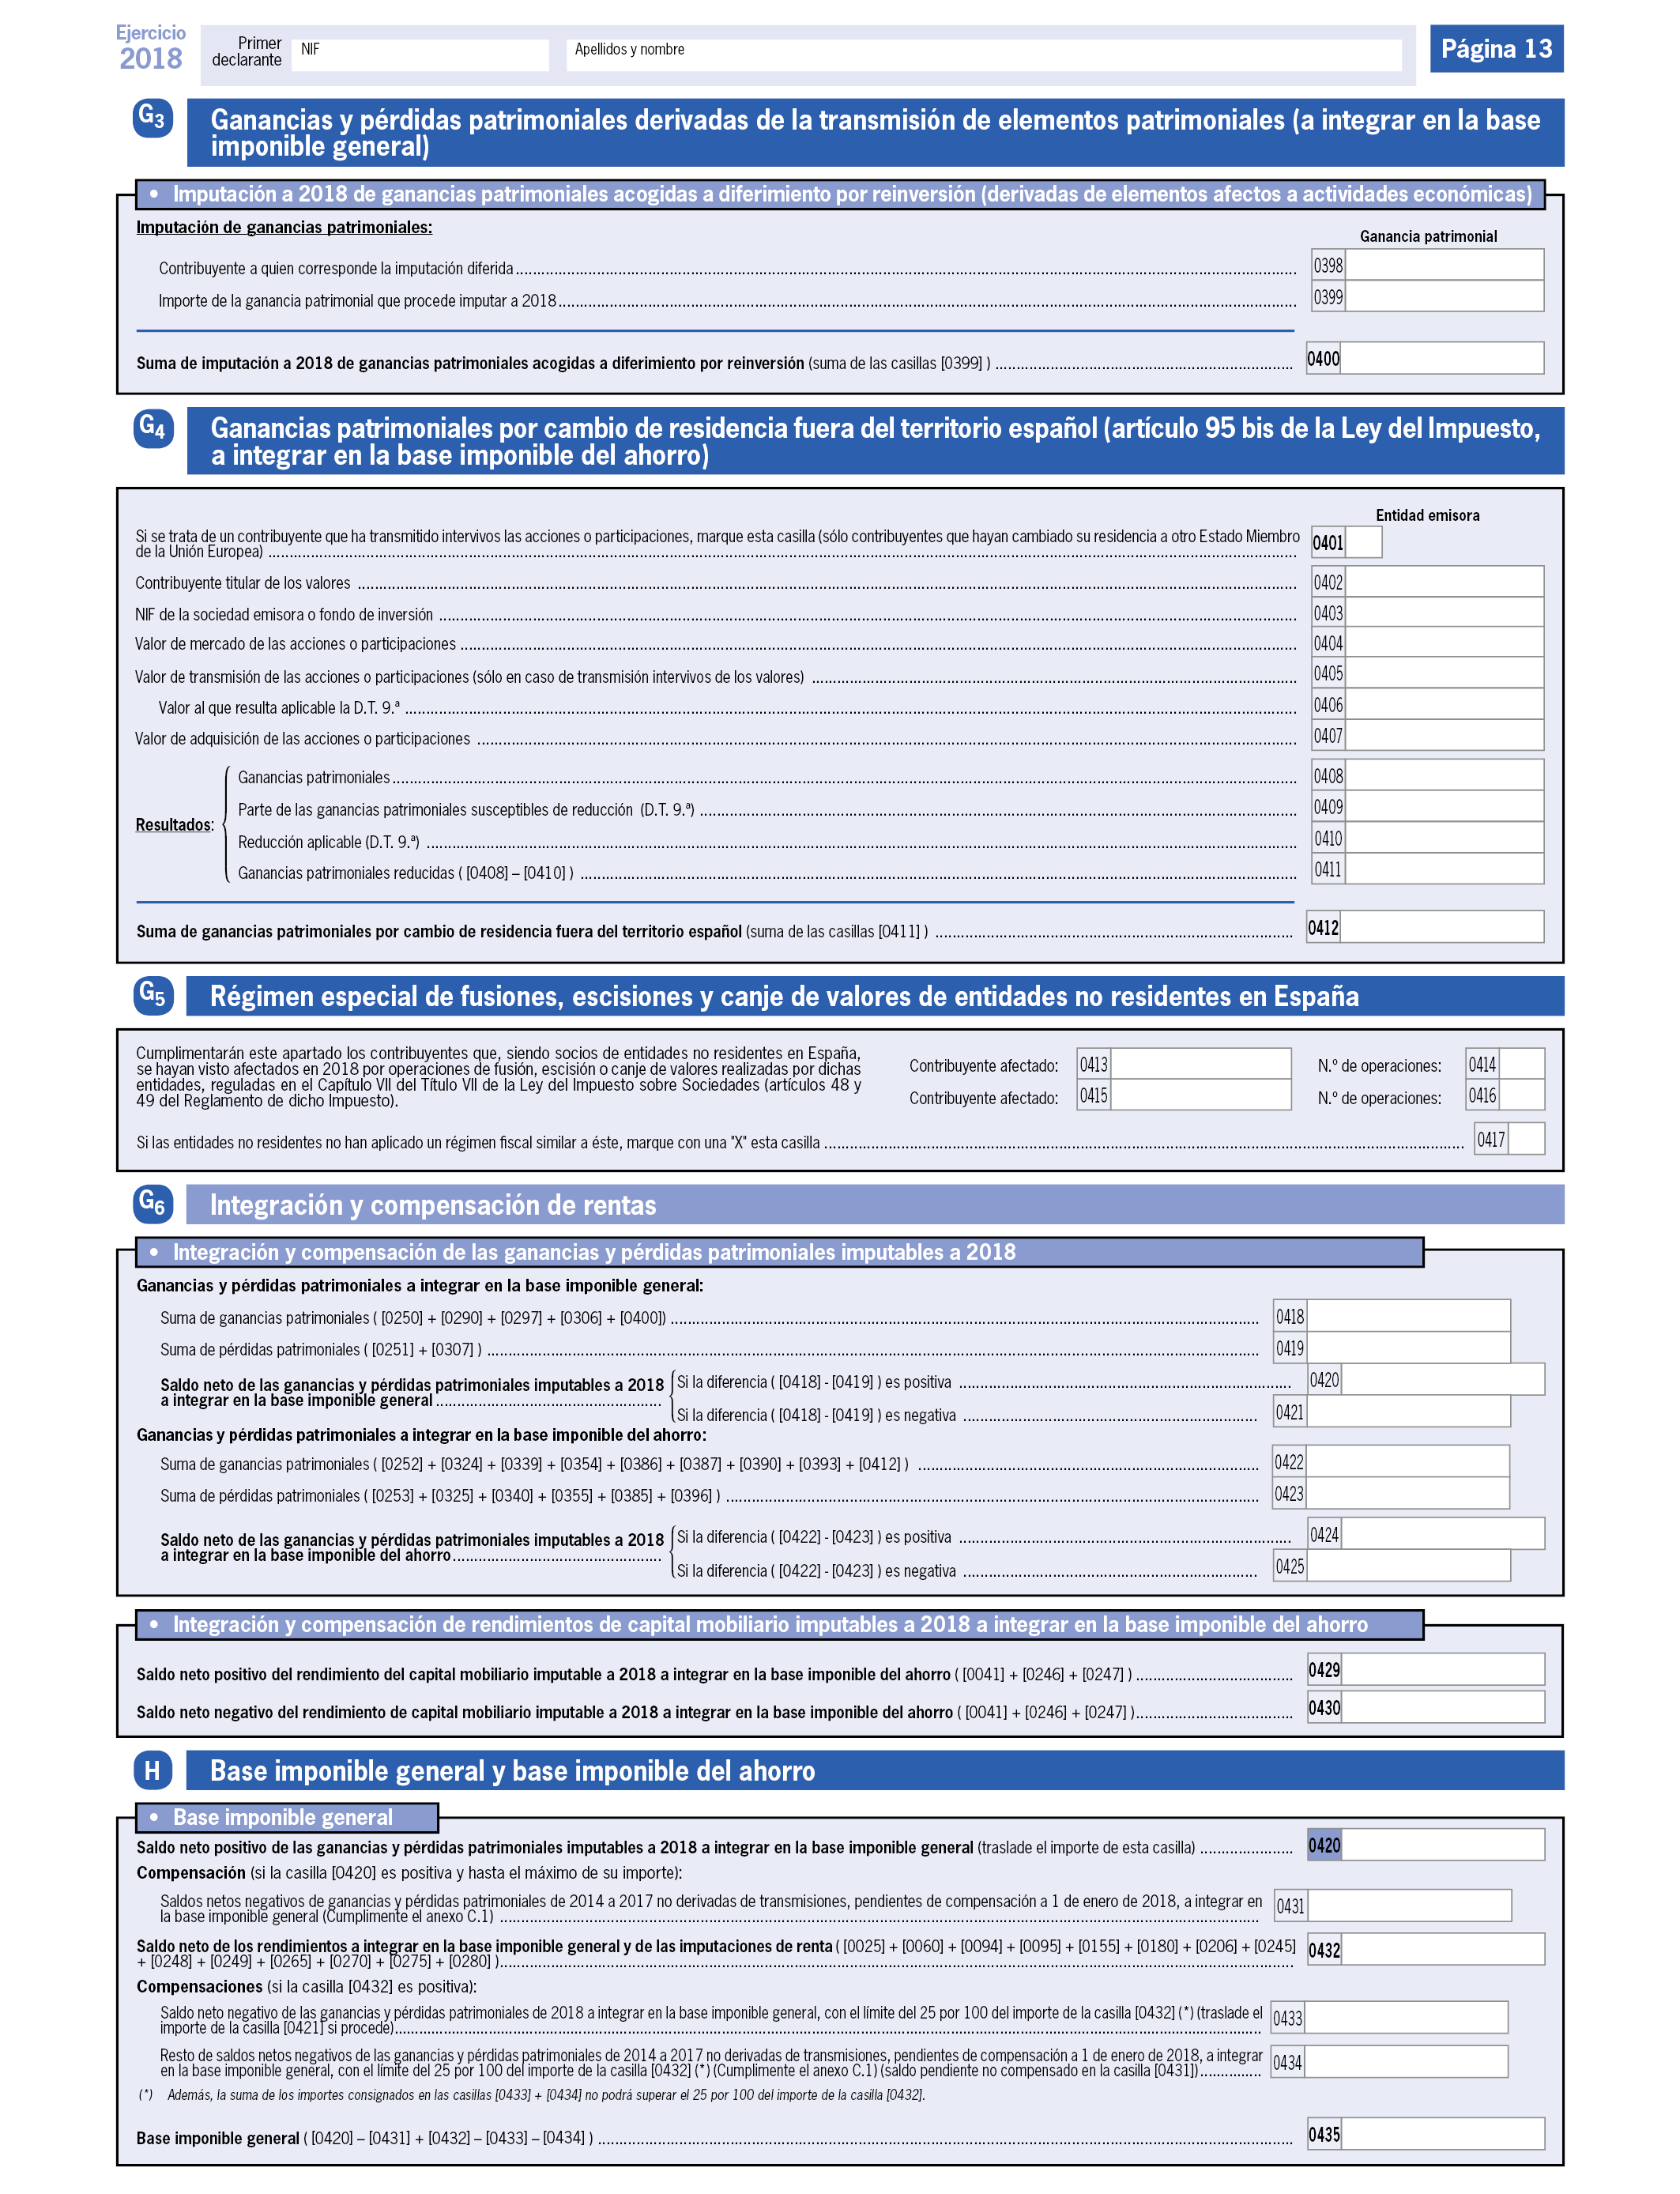 Ejercicio
2018
Primer
declarante
NIF
Apellidos y nombre
Página 13
G3
Ganancias y pérdidas patrimoniales derivadas de la transmisión de elementos patrimoniales (a integrar en la base
imponible general)
• Imputación a 2018 de ganancias patrimoniales acogidas a diferimiento por reinversión (derivadas de elementos afectos a actividades económicas)
Imputación de ganancias patrimoniales:
Ganancia patrimonial
Contribuyente a quien corresponde la imputación diferida 0398
Importe de la ganancia patrimonial que procede imputar a 2018 0399
Suma de imputación a 2018 de ganancias patrimoniales acogidas a diferimiento por reinversión (suma de las casillas [0399] ) 0400
G4
Ganancias patrimoniales por cambio de residencia fuera del territorio español (artículo 95 bis de la Ley del Impuesto,
a integrar en la base imponible del ahorro)
Entidad emisora
Si se trata de un contribuyente que ha transmitido intervivos las acciones o participaciones, marque esta casilla (sólo contribuyentes que hayan cambiado su residencia a otro Estado Miembro
de la Unión Europea) 0401
Contribuyente titular de los valores 0402
NIF de la sociedad emisora o fondo de inversión 0403
Valor de mercado de las acciones o participaciones 0404
Valor de transmisión de las acciones o participaciones (sólo en caso de transmisión intervivos de los valores) 0405
Valor al que resulta aplicable la D.T. 9.ª 0406
Valor de adquisición de las acciones o participaciones 0407
Resultados:
Ganancias patrimoniales 0408
Parte de las ganancias patrimoniales susceptibles de reducción (D.T. 9.ª) 0409
Reducción aplicable (D.T. 9.ª) 0410
Ganancias patrimoniales reducidas ( [0408] – [0410] ) 0411
Suma de ganancias patrimoniales por cambio de residencia fuera del territorio español (suma de las casillas [0411] ) 0412
G5
Régimen especial de fusiones, escisiones y canje de valores de entidades no residentes en España
Cumplimentarán este apartado los contribuyentes que, siendo socios de entidades no residentes en España,
se hayan visto afectados en 2018 por operaciones de fusión, escisión o canje de valores realizadas por dichas
entidades, reguladas en el Capítulo VII del Título VII de la Ley del Impuesto sobre Sociedades (artículos 48 y
49 del Reglamento de dicho Impuesto).
Contribuyente afectado: 0413 N.º de operaciones: 0414
Contribuyente afectado: 0415 N.º de operaciones: 0416
Si las entidades no residentes no han aplicado un régimen fiscal similar a éste, marque con una "X" esta casilla 0417
G6
Integración y compensación de rentas
• Integración y compensación de las ganancias y pérdidas patrimoniales imputables a 2018
Ganancias y pérdidas patrimoniales a integrar en la base imponible general:
Suma de ganancias patrimoniales ( [0250] + [0290] + [0297] + [0306] + [0400]) 0418
Suma de pérdidas patrimoniales ( [0251] + [0307] ) 0419
Saldo neto de las ganancias y pérdidas patrimoniales imputables a 2018
a integrar en la base imponible general
Si la diferencia ( [0418] - [0419] ) es positiva 0420
Si la diferencia ( [0418] - [0419] ) es negativa 0421
Ganancias y pérdidas patrimoniales a integrar en la base imponible del ahorro:
Suma de ganancias patrimoniales ( [0252] + [0324] + [0339] + [0354] + [0386] + [0387] + [0390] + [0393] + [0412] ) 0422
Suma de pérdidas patrimoniales ( [0253] + [0325] + [0340] + [0355] + [0385] + [0396] ) 0423
Saldo neto de las ganancias y pérdidas patrimoniales imputables a 2018
a integrar en la base imponible del ahorro
Si la diferencia ( [0422] - [0423] ) es positiva 0424
Si la diferencia ( [0422] - [0423] ) es negativa 0425
• Integración y compensación de rendimientos de capital mobiliario imputables a 2018 a integrar en la base imponible del ahorro
Saldo neto positivo del rendimiento del capital mobiliario imputable a 2018 a integrar en la base imponible del ahorro ( [0041] + [0246] + [0247] ) 0429
Saldo neto negativo del rendimiento de capital mobiliario imputable a 2018 a integrar en la base imponible del ahorro ( [0041] + [0246] + [0247] ) 0430
H
Base imponible general y base imponible del ahorro
• Base imponible general
Saldo neto positivo de las ganancias y pérdidas patrimoniales imputables a 2018 a integrar en la base imponible general (traslade el importe de esta casilla) 0420
Compensación (si la casilla [0420] es positiva y hasta el máximo de su importe):
Saldos netos negativos de ganancias y pérdidas patrimoniales de 2014 a 2017 no derivadas de transmisiones, pendientes de compensación a 1 de enero de 2018, a integrar en
la base imponible general (Cumplimente el anexo C.1) 0431
Saldo neto de los rendimientos a integrar en la base imponible general y de las imputaciones de renta ( [0025] + [0060] + [0094] + [0095] + [0155] + [0180] + [0206] + [0245]
+ [0248] + [0249] + [0265] + [0270] + [0275] + [0280] ) 0432
Compensaciones (si la casilla [0432] es positiva):
Saldo neto negativo de las ganancias y pérdidas patrimoniales de 2018 a integrar en la base imponible general, con el límite del 25 por 100 del importe de la casilla [0432] (*) (traslade el
importe de la casilla [0421] si procede) 0433
Resto de saldos netos negativos de las ganancias y pérdidas patrimoniales de 2014 a 2017 no derivadas de transmisiones, pendientes de compensación a 1 de enero de 2018, a integrar
en la base imponible general, con el límite del 25 por 100 del importe de la casilla [0432] (*) (Cumplimente el anexo C.1) (saldo pendiente no compensado en la casilla [0431]) 0434
(*) Además, la suma de los importes consignados en las casillas [0433] + [0434] no podrá superar el 25 por 100 del importe de la casilla [0432].
Base imponible general ( [0420] – [0431] + [0432] – [0433] – [0434] ) 0435